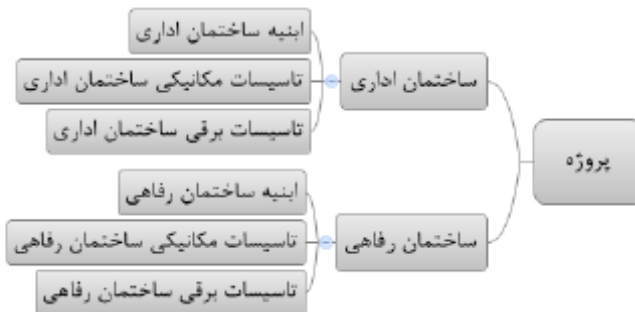 پروژه
ساختمان اداری
ابنیه ساختمان اداری
تاسیسات مکانیکی ساختمان اداری
تاسیسات برقی ساختمان اداری
ساختمان رفاهی
ابنیه ساختمان رفاهی
تاسیسات مکانیکی ساختمان رفاهی
تاسیسات برقی ساختمان رفاهی